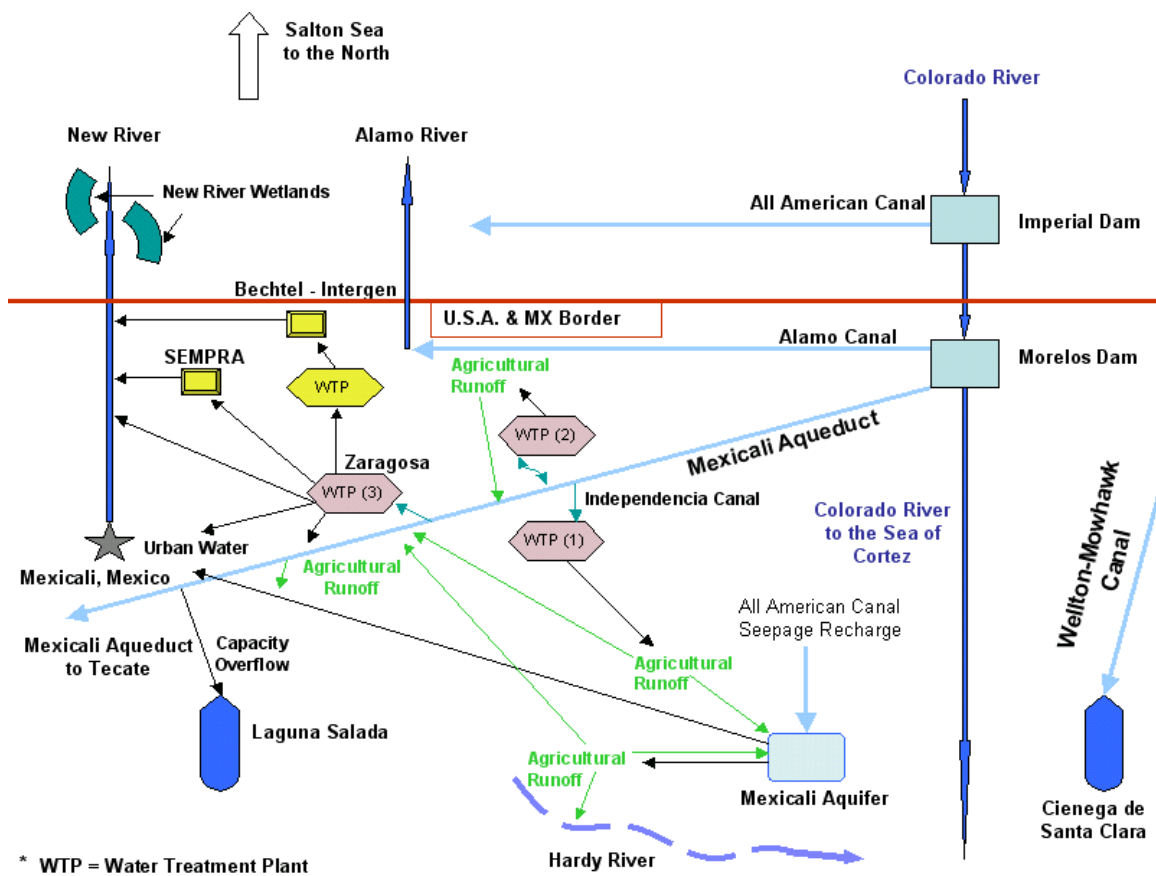 Salton Sea
to the North
Colorado River
New River
Alamo River
New River Wetlands
All American Canal
Imperial Dam
Bechtel - Intergen
U.S.A. & MX Border
Alamo Canal
Morelos Dam
SEMPRA
Agricultural
Runoff
WTP
WTP (2)
Mexicali Aqueduct
Zaragosa
WTP (3)
Independencia Canal
WTP (1)
Colorado River
to the Sea of
Cortez
Wellton-Mowhawk
Canal
Urban Water
Mexicali, Mexico
Agricultural
Runoff
All American Canal
Seepage Recharge
Mexicali Aqueduct
to Tecate
Capacity
Overflow
Agricultural
Runoff
Laguna Salada
Agricultural
Runoff
Mexicali Aquifer
Cienega de
Santa Clara
Hardy River
* WTP = Water Treatment Plant